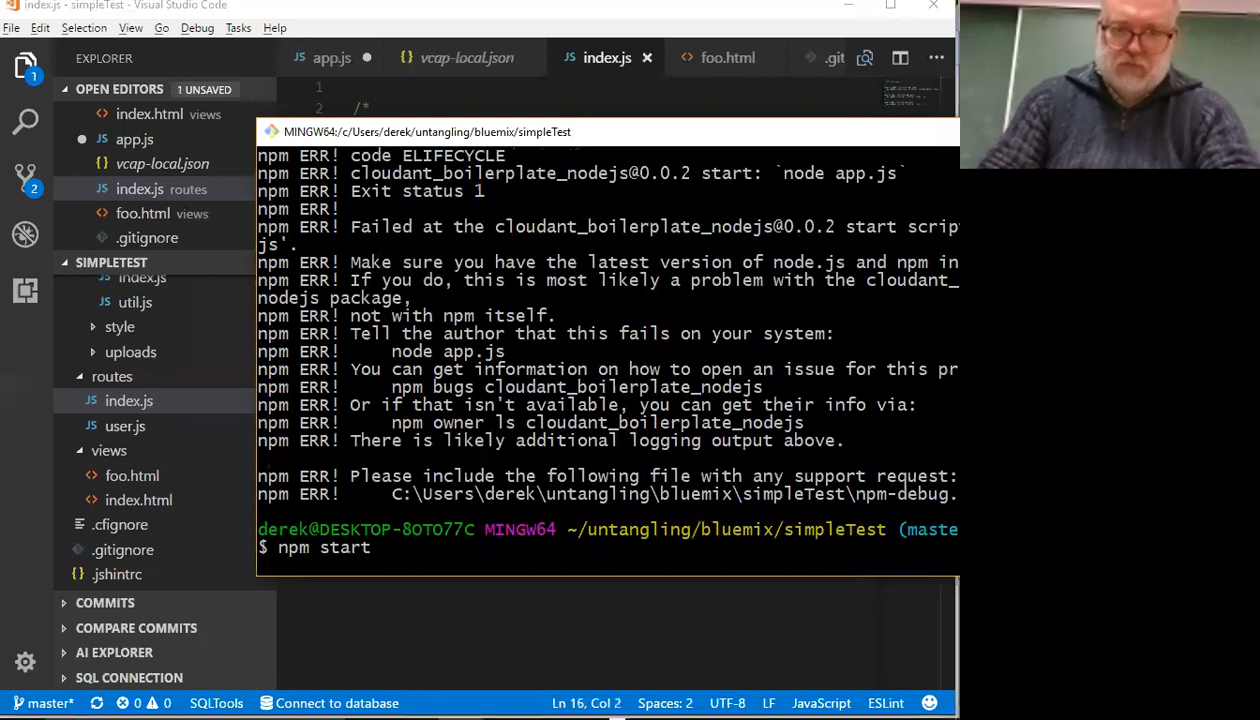 index.js - simpleTest - Visual Studio Code
File Edit Selection View Go Debug Tasks Help
EXPLORER
OPEN EDITORS 1 UNSAVED
index.html views
app.js
vcap-local.json
index.js routes
foo.html views
.gitignore
SIMPLETEST
index.js
util.js
style
uploads
routes
index.js
user.js
views
foo.html
index.html
.cfignore
.gitignore
.jshintrc
COMMITS
COMPARE COMMITS
AI EXPLORER
SQL CONNECTION
1
2
JS app.js
{} vcap-local.json
JS index.js
<> foo.html
.git
1
2 /*
MINGW64:/c/Users/derek/untangling/bluemix/simpleTest
npm ERR! code ELIFECYCLE
npm ERR! cloudant_boilerplate_nodejs@0.0.2 start: `node app.js`
npm ERR! Exit status 1
npm ERR!
npm ERR! Failed at the cloudant_boilerplate_nodejs@0.0.2 start scrip
js'.
npm ERR! Make sure you have the latest version of node.js and npm in
npm ERR! If you do, this is most likely a problem with the cloudant_
nodejs package,
npm ERR! not with npm itself.
npm ERR! Tell the author that this fails on your system:
npm ERR!     node app.js
npm ERR! You can get information on how to open an issue for this pr
npm ERR!     npm bugs cloudant_boilerplate_nodejs
npm ERR! Or if that isn't available, you can get their info via:
npm ERR!     npm owner ls cloudant_boilerplate_nodejs
npm ERR! There is likely additional logging output above.
npm ERR! Please include the following file with any support request:
npm ERR!     C:\Users\derek\untangling\bluemix\simpleTest\npm-debug.
derek@DESKTOP-8OTO77C MINGW64 ~/untangling/bluemix/simpleTest (maste
$ npm start
master* 0 0 SQLTools Connect to database Ln 16, Col 2 Spaces: 2 UTF-8 LF JavaScript ESLint